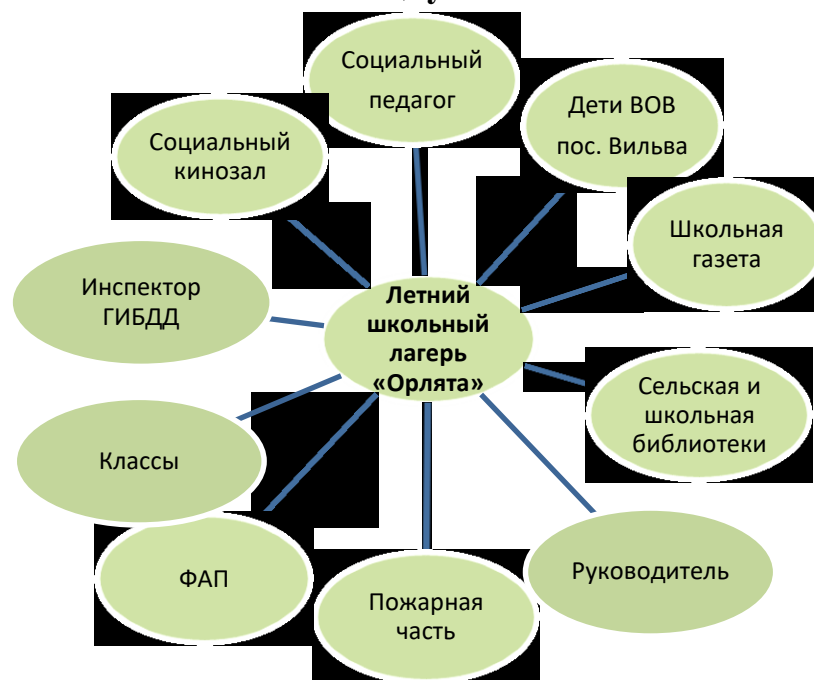 Социальный
педагог
Дети ВОВ
пос. Вильва
Социальный
кинозал
Школьная
газета
Инспектор
ГИБДД
Летний
школьный
лагерь
«Орлята»
Сельская и
школьная
библиотеки
Классы
ФАП
Руководитель
Пожарная
часть